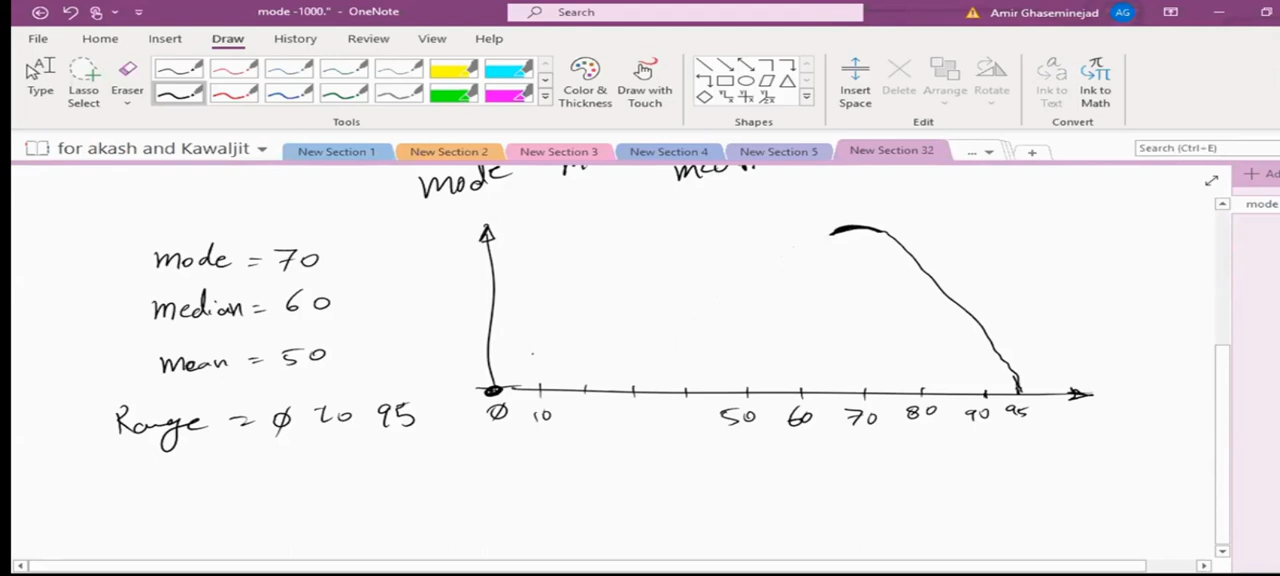 mode -1000." - OneNote
Search
Amir Ghaseminejad AG
File Home Insert Draw History Review View Help
Type
Lasso Select
Eraser
Color & Thickness
Draw with Touch
Insert Space
Delete
Arrange
Rotate
Ink to Text
Ink to Math
Tools Shapes Edit Convert
for akash and Kawaljit New Section 1 New Section 2 New Section 3 New Section 4 New Section 5 New Section 32 ... + Search (Ctrl+E)
+ Ad
mode
mode
mode = 70
median = 60
mean = 50
Range = ø to 95
ø 10 50 60 70 80 90 95